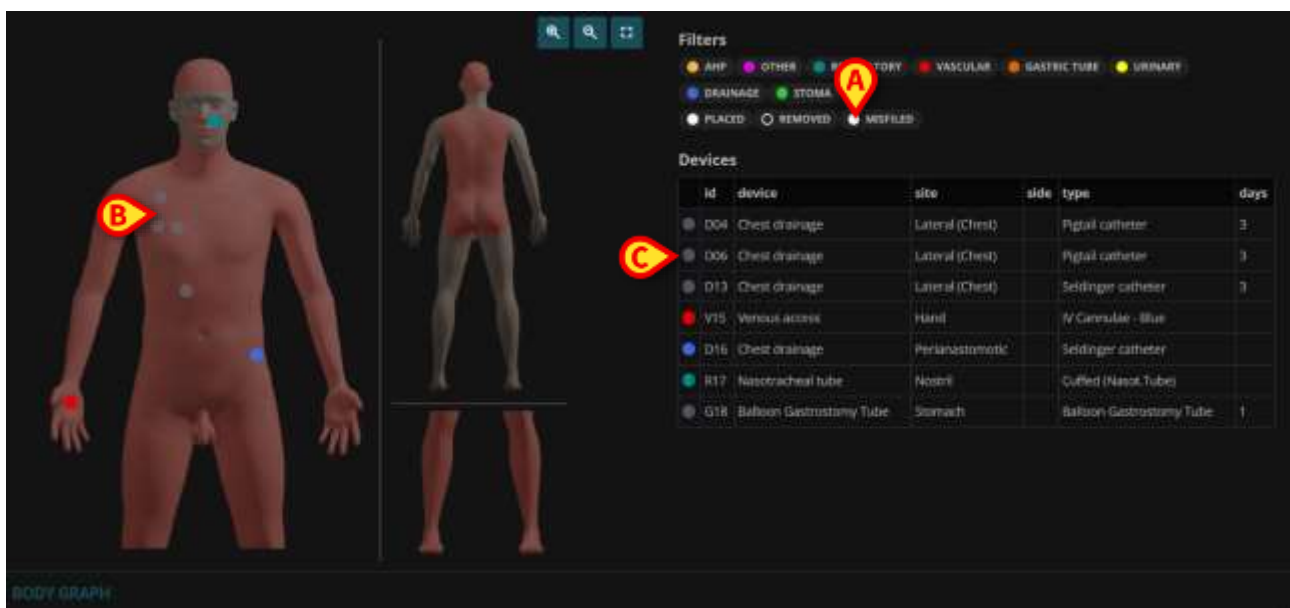 Filters
AHP OTHER VASCULAR GASTRIC TUBE URINARY
DRAINAGE STOMA
A
PLACED REMOVED MISFILED
Devices
id device site side type days
B
D04 Chest drainage Lateral (Chest) Pigtail catheter 3
C D06 Chest drainage Lateral (Chest) Pigtail catheter 3
D13 Chest drainage Lateral (Chest) Seldinger catheter 3
V15 Venous access Hand IV Cannulae - Blue
D16 Chest drainage Perianastomotic Seldinger catheter
R17 Nasotracheal tube Nostril Cuffed (Nasot.Tube)
G18 Balloon Gastrostomy Tube Stomach Balloon Gastrostomy Tube 1
BODY GRAPH